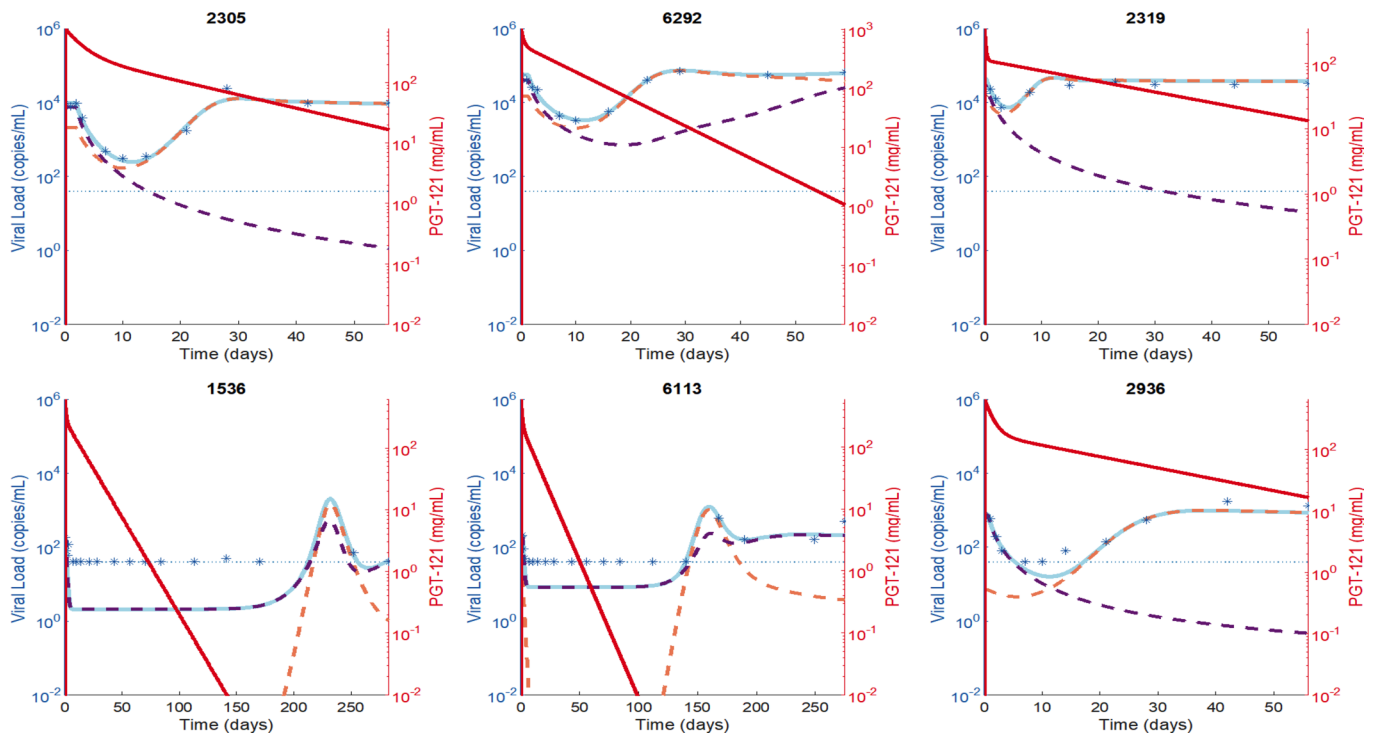 2305
6292
2319
10^6
10^4
10^2
10^0
10^-2
Viral Load (copies/mL)
10^2
10^1
10^0
10^-1
10^-2
PGT-121 (mg/mL)
0 10 20 30 40 50
Time (days)
10^6
10^4
10^2
10^0
10^-2
Viral Load (copies/mL)
10^3
10^2
10^1
10^0
10^-1
10^-2
PGT-121 (mg/mL)
0 10 20 30 40 50
Time (days)
10^6
10^4
10^2
10^0
10^-2
Viral Load (copies/mL)
10^2
10^1
10^0
10^-1
10^-2
PGT-121 (mg/mL)
0 10 20 30 40 50
Time (days)
1536
6113
2936
10^6
10^4
10^2
10^0
10^-2
Viral Load (copies/mL)
10^2
10^1
10^0
10^-1
10^-2
PGT-121 (mg/mL)
0 50 100 150 200 250
Time (days)
10^6
10^4
10^2
10^0
10^-2
Viral Load (copies/mL)
10^2
10^1
10^0
10^-1
10^-2
PGT-121 (mg/mL)
0 50 100 150 200 250
Time (days)
10^6
10^4
10^2
10^0
10^-2
Viral Load (copies/mL)
10^2
10^1
10^0
10^-1
10^-2
PGT-121 (mg/mL)
0 10 20 30 40 50
Time (days)